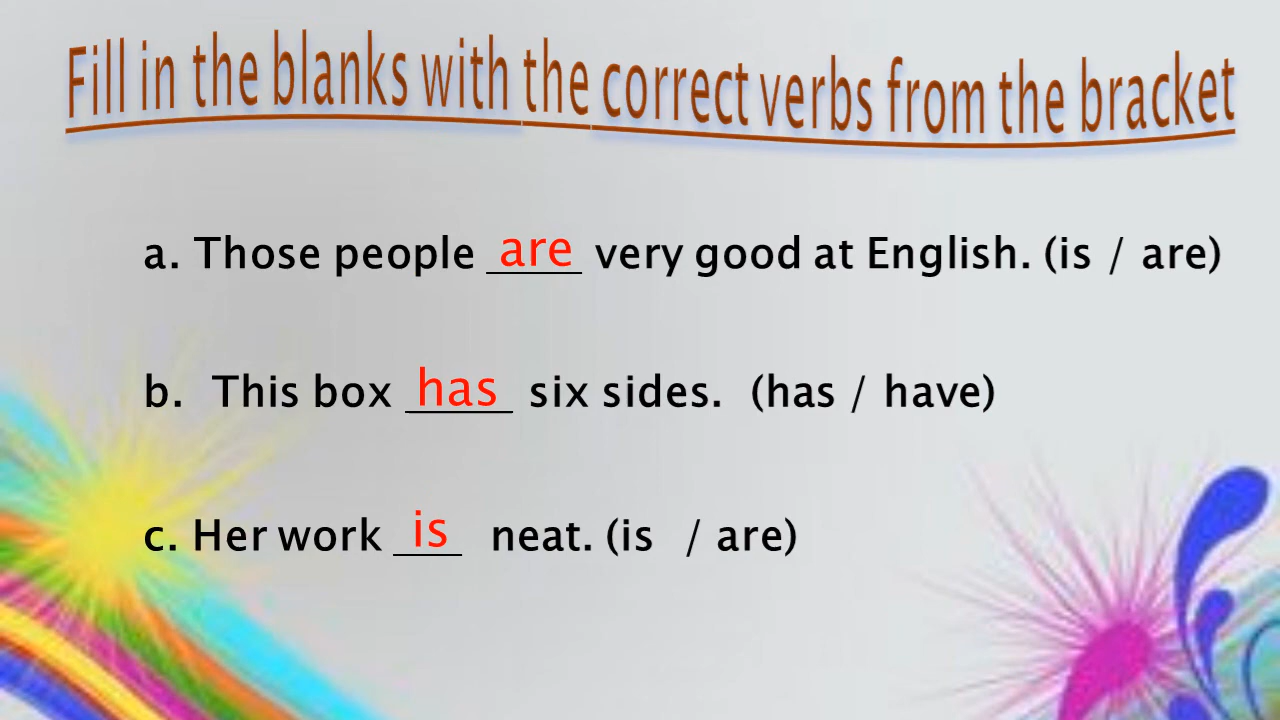 Fill in the blanks with the correct verbs from the bracket
a. Those people are very good at English. (is / are)
b. This box has six sides. (has / have)
c. Her work is neat. (is / are)